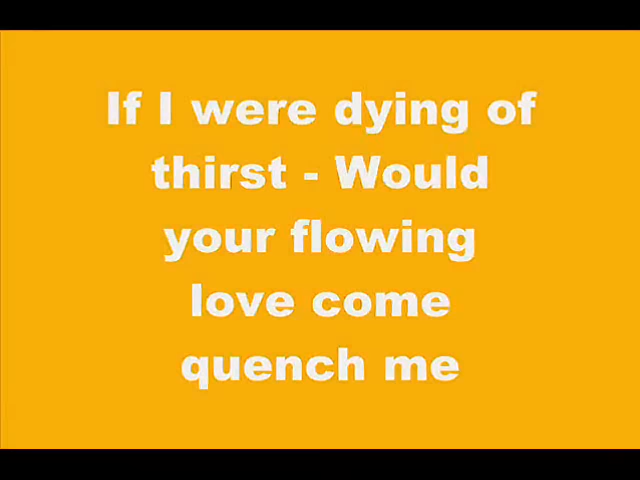 If I were dying of
thirst - Would
your flowing
love come
quench me